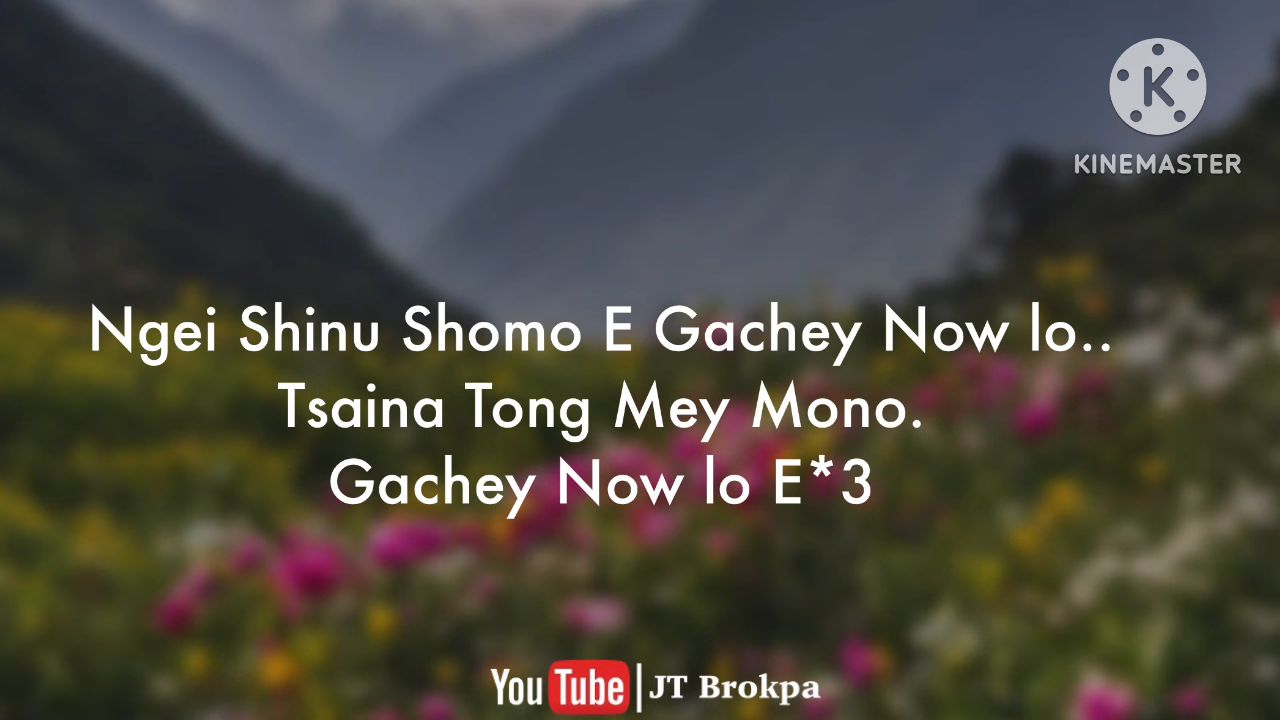 K
KINEMASTER
Ngei Shinu Shomo E Gachey Now lo..
Tsaina Tong Mey Mono.
Gachey Now lo E*3
YouTube|JT Brokpa